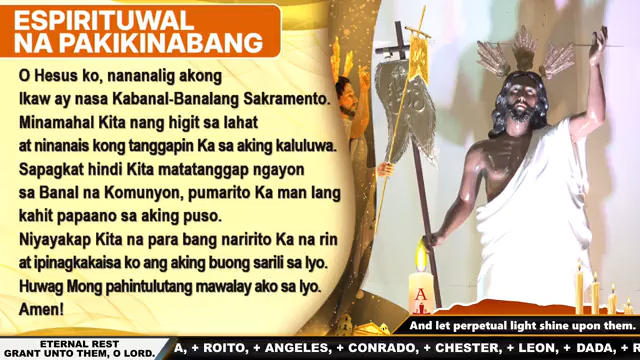 ESPIRITUWAL
NA PAKIKINABANG
O Hesus ko, nananalig akong
Ikaw ay nasa Kabanal-Banalang Sakramento.
Minamahal Kita nang higit sa lahat
at ninanais kong tanggapin Ka sa aking kaluluwa.
Sapagkat hindi Kita matatanggap ngayon
sa Banal na Komunyon, pumarito Ka man lang
kahit papaano sa aking puso.
Niyayakap Kita na para bang naririto Ka na rin
at ipinagkakaisa ko ang aking buong sarili sa Iyo.
Huwag Mong pahintulutang mawalay ako sa Iyo.
Amen!
A
And let perpetual light shine upon them.
ETERNAL REST
GRANT UNTO THEM, O LORD.
A, + ROITO, + ANGELES, + CONRADO, + CHESTER, + LEON, + DADA, + R